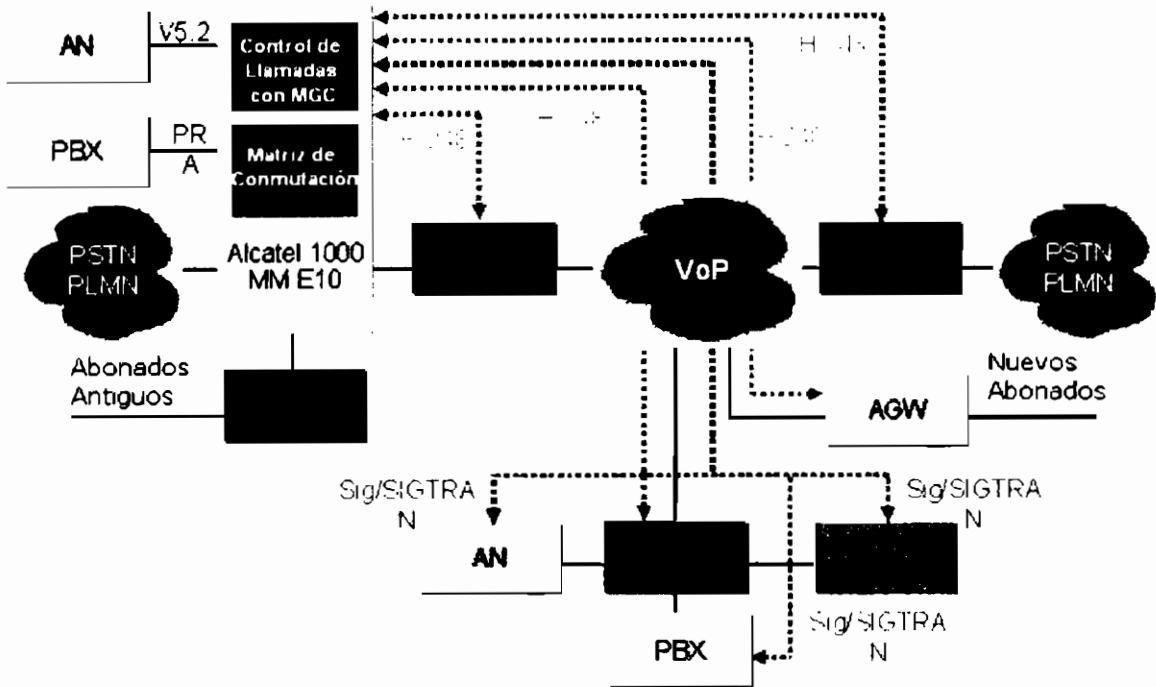 AN
V5.2
Control de
Llamadas
con MGC
PBX
PR
A
Matriz de
Conmutación
PSTN
PLMN
Alcatel 1000
MM E10
VoP
PSTN
PLMN
Abonados
Antiguos
Nuevos
Abonados
AGW
Sig/SIGTRA
N
Sig/SIGTRA
N
AN
Sig/SIGTRA
N
PBX